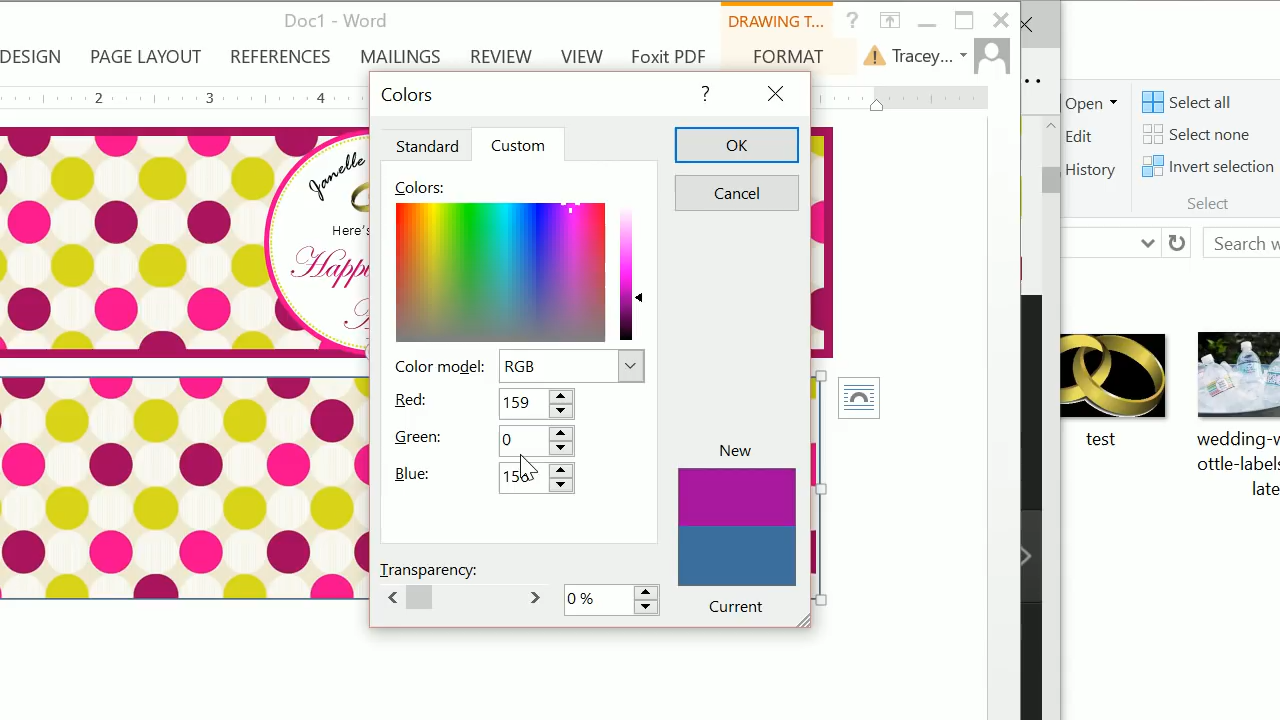 Doc1 - Word
DRAWING T...
?
DESIGN
PAGE LAYOUT
REFERENCES
MAILINGS
REVIEW
VIEW
Foxit PDF
FORMAT
Tracey...
2
3
4
Janelle
Here's
Colors
?
Standard
Custom
OK
Cancel
Colors:
Color model:
RGB
Red:
159
Green:
0
Blue:
New
Current
Transparency:
0 %
Open
Edit
History
Select all
Select none
Invert selection
Select
Search w
test
wedding-w
ottle-labels
late